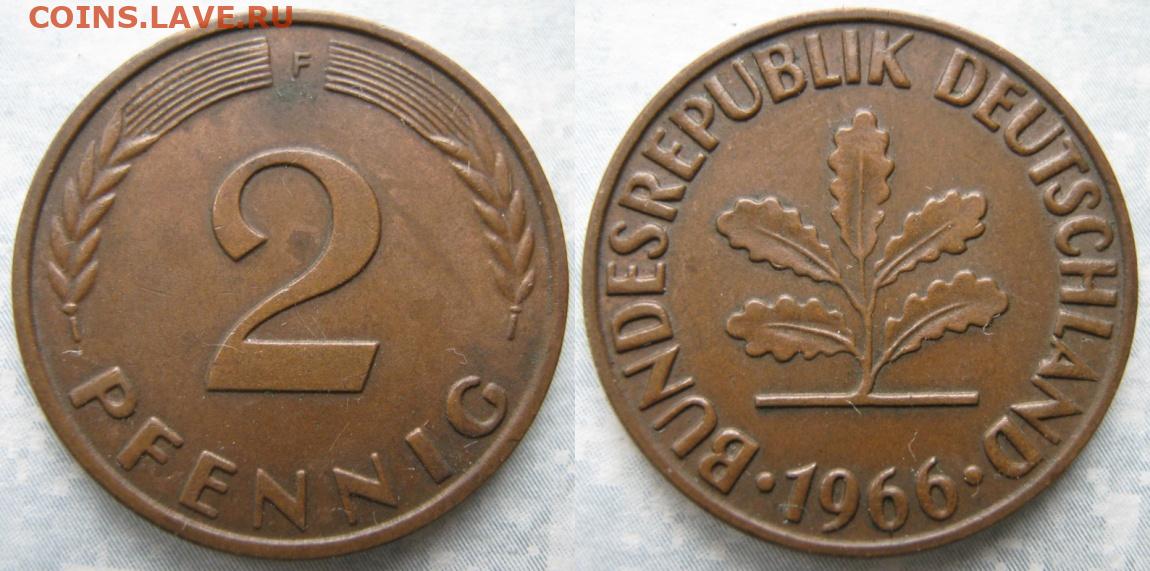 COINS.LAVE.RU
F
2
PFENNIG
BUNDESREPUBLIK DEUTSCHLAND
· 1966 ·